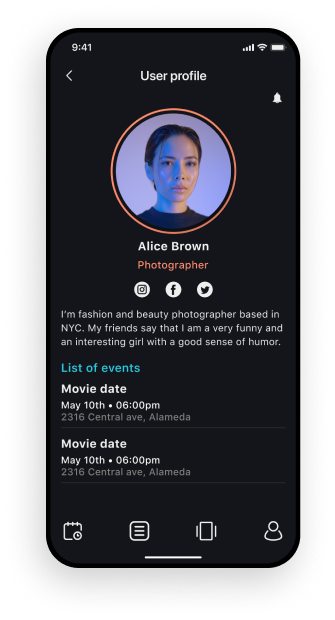 9:41
User profile
Alice Brown
Photographer
I'm fashion and beauty photographer based in
NYC. My friends say that I am a very funny and
an interesting girl with a good sense of humor.
List of events
Movie date
May 10th • 06:00pm
2316 Central ave, Alameda
Movie date
May 10th • 06:00pm
2316 Central ave, Alameda